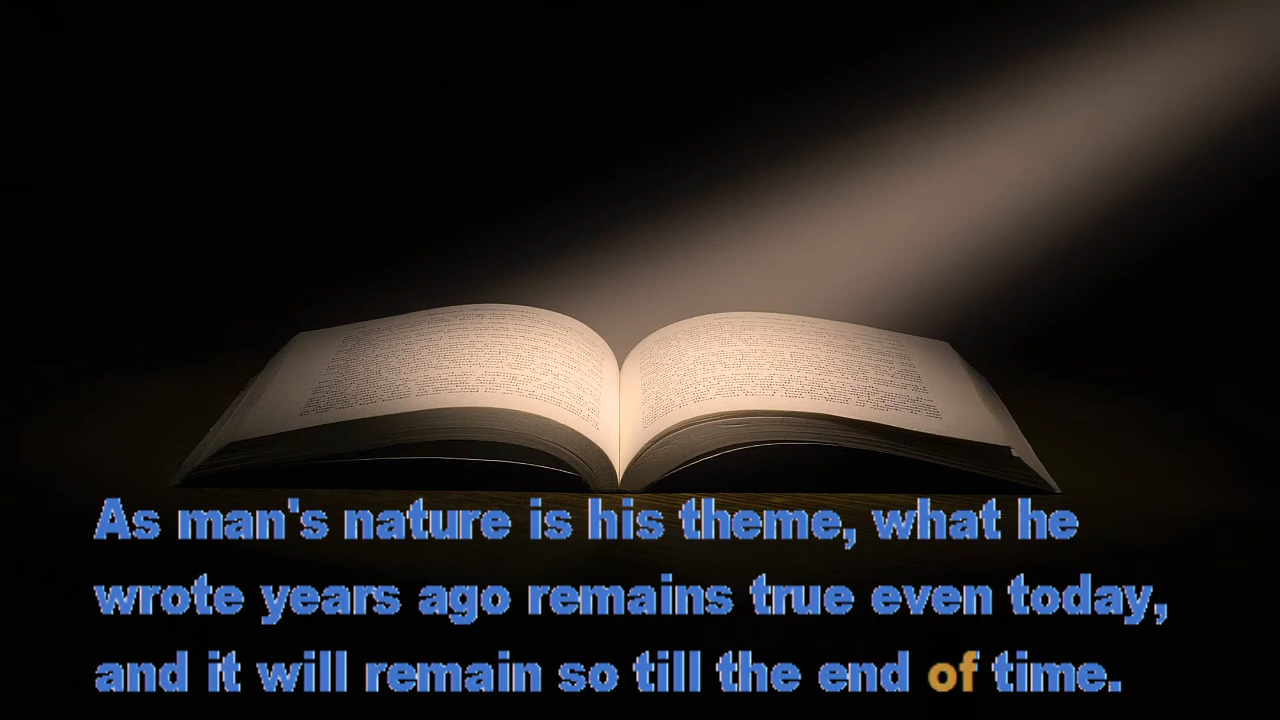 As man's nature is his theme, what he
wrote years ago remains true even today,
and it will remain so till the end of time.